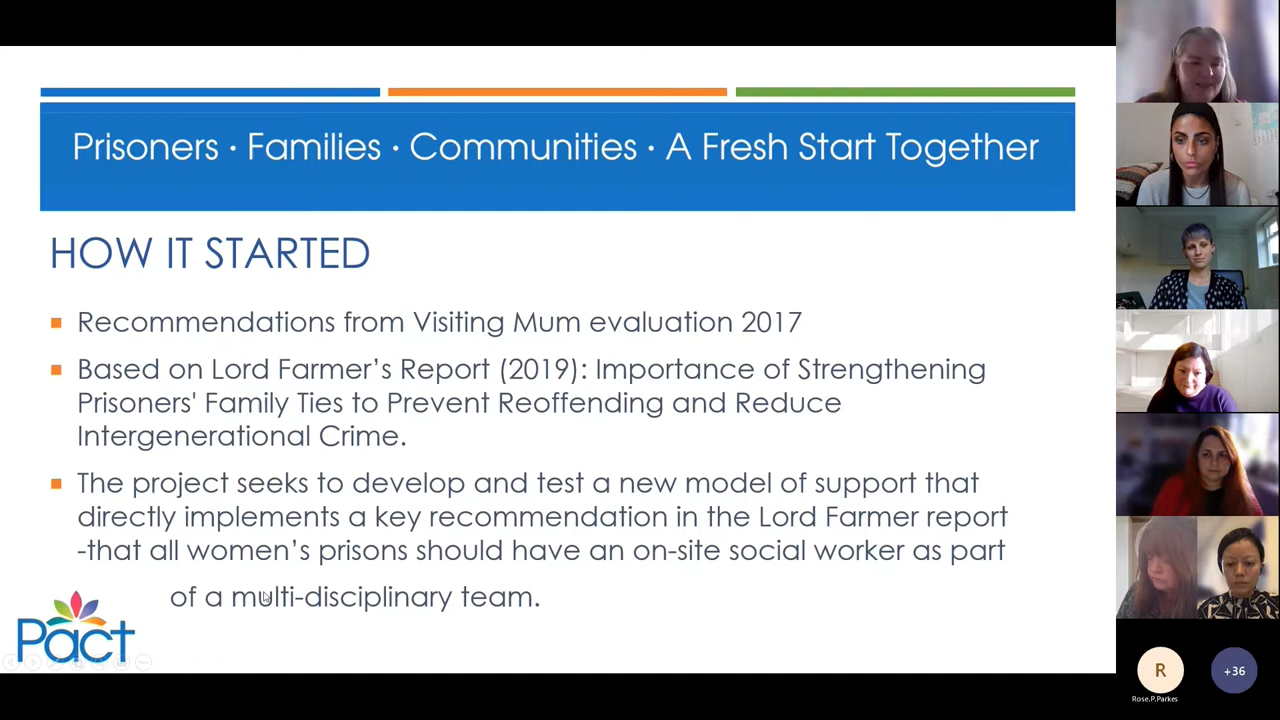 Prisoners · Families · Communities · A Fresh Start Together
HOW IT STARTED
Recommendations from Visiting Mum evaluation 2017
Based on Lord Farmer’s Report (2019): Importance of Strengthening
Prisoners' Family Ties to Prevent Reoffending and Reduce
Intergenerational Crime.
The project seeks to develop and test a new model of support that
directly implements a key recommendation in the Lord Farmer report
-that all women’s prisons should have an on-site social worker as part
of a multi-disciplinary team.
Pact
R
+36
Rose.P.Parkes